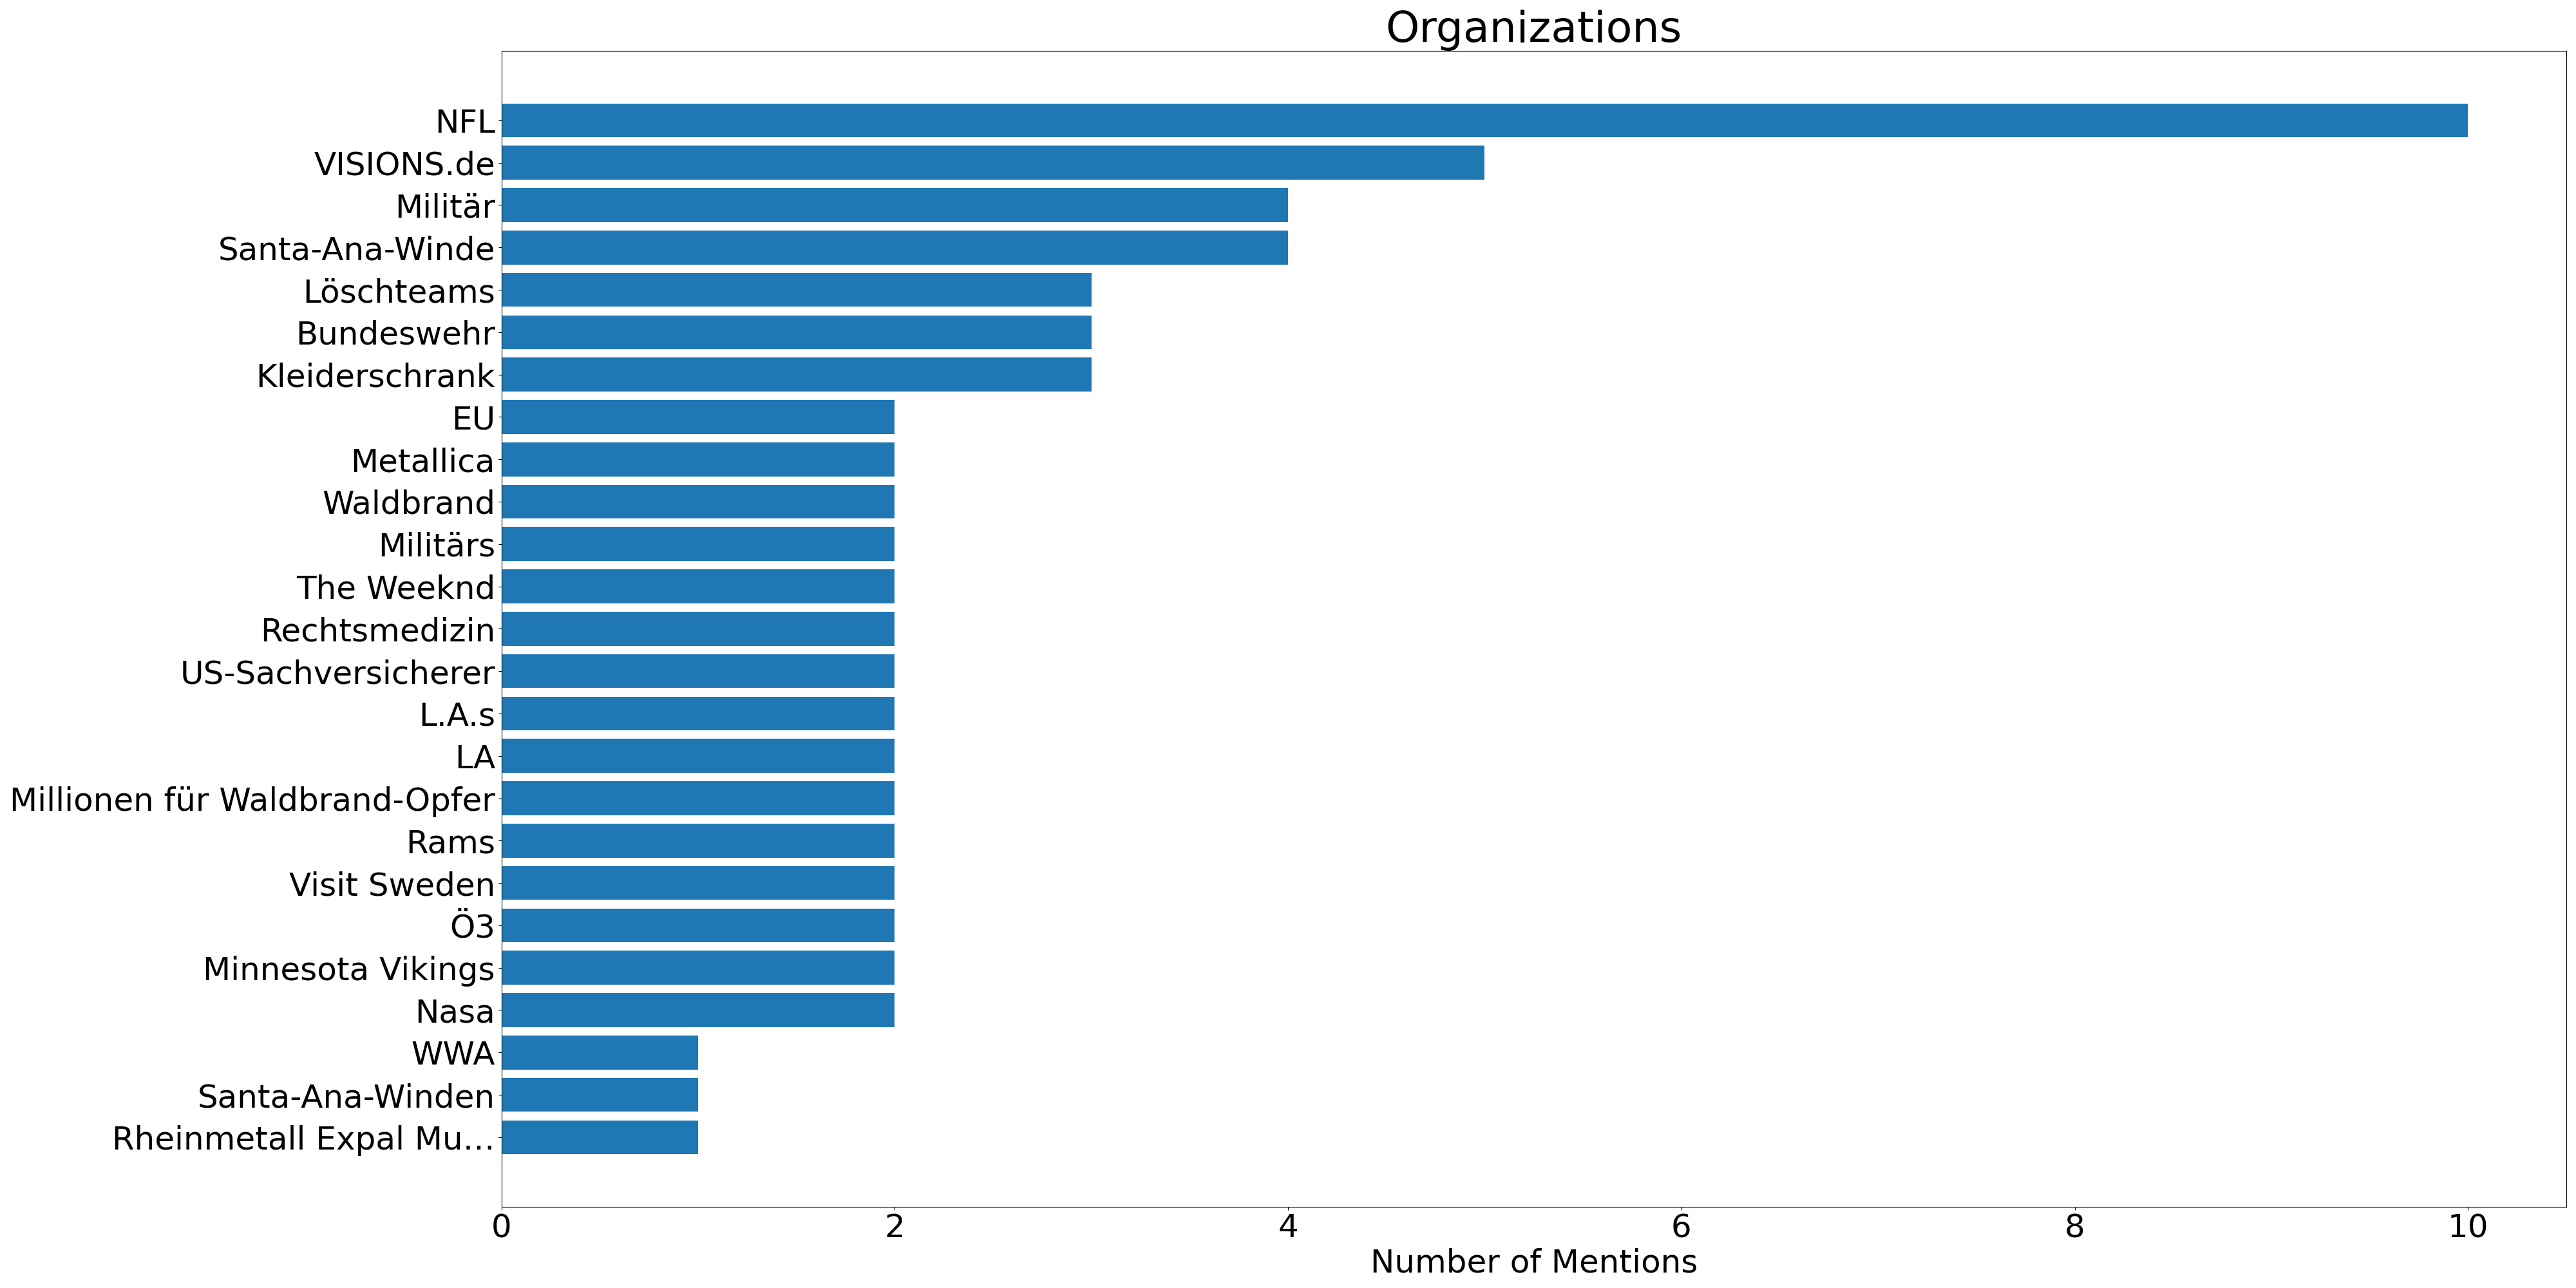 Organizations
NFL
VISIONS.de
Militär
Santa-Ana-Winde
Löschteams
Bundeswehr
Kleiderschrank
EU
Metallica
Waldbrand
Militärs
The Weeknd
Rechtsmedizin
US-Sachversicherer
L.A.s
LA
Millionen für Waldbrand-Opfer
Rams
Visit Sweden
Ö3
Minnesota Vikings
Nasa
WWA
Santa-Ana-Winden
Rheinmetall Expal Mu...
0 2 4 6 8 10
Number of Mentions